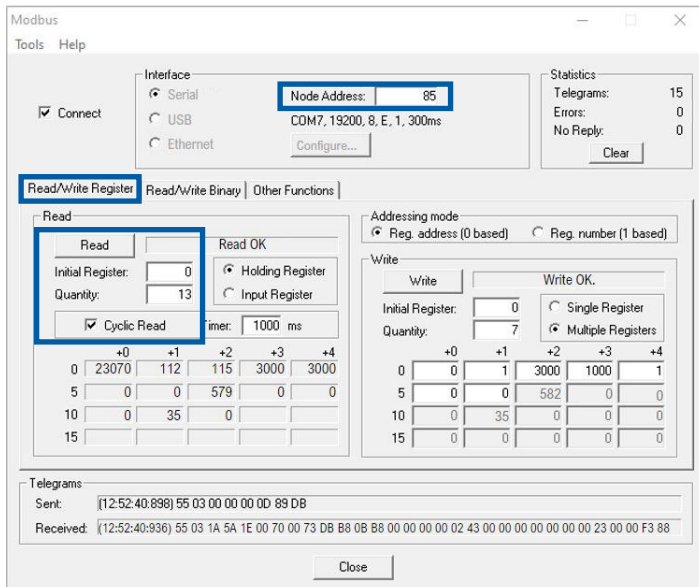 Modbus
Tools Help
Interface
Statistics
Connect
Serial
USB
Ethernet
Node Address: 85
COM7, 19200, 8, E, 1, 300ms
Configure...
Telegrams: 15
Errors: 0
No Reply: 0
Clear
Read/Write Register Read/Write Binary Other Functions
Read
Read Read OK
Initial Register: 0
Quantity: 13
Holding Register
Input Register
Cyclic Read Timer: 1000 ms
+0 +1 +2 +3 +4
0 23070 112 115 3000 3000
5 0 0 579 0 0
10 0 35 0
15
Addressing mode
Reg. address (0 based) Reg. number (1 based)
Write
Write Write OK.
Initial Register: 0
Quantity: 7
Single Register
Multiple Registers
+0 +1 +2 +3 +4
0 0 1 3000 1000 1
5 0 0 582 0 0
10 0 35 0 0 0
15 0 0 0 0 0
Telegrams
Sent: (12:52:40:898) 55 03 00 00 00 0D 89 DB
Received: (12:52:40:936) 55 03 1A 5A 1E 00 70 00 73 DB B8 0B B8 00 00 00 00 02 43 00 00 00 00 00 00 00 23 00 00 F3 88
Close